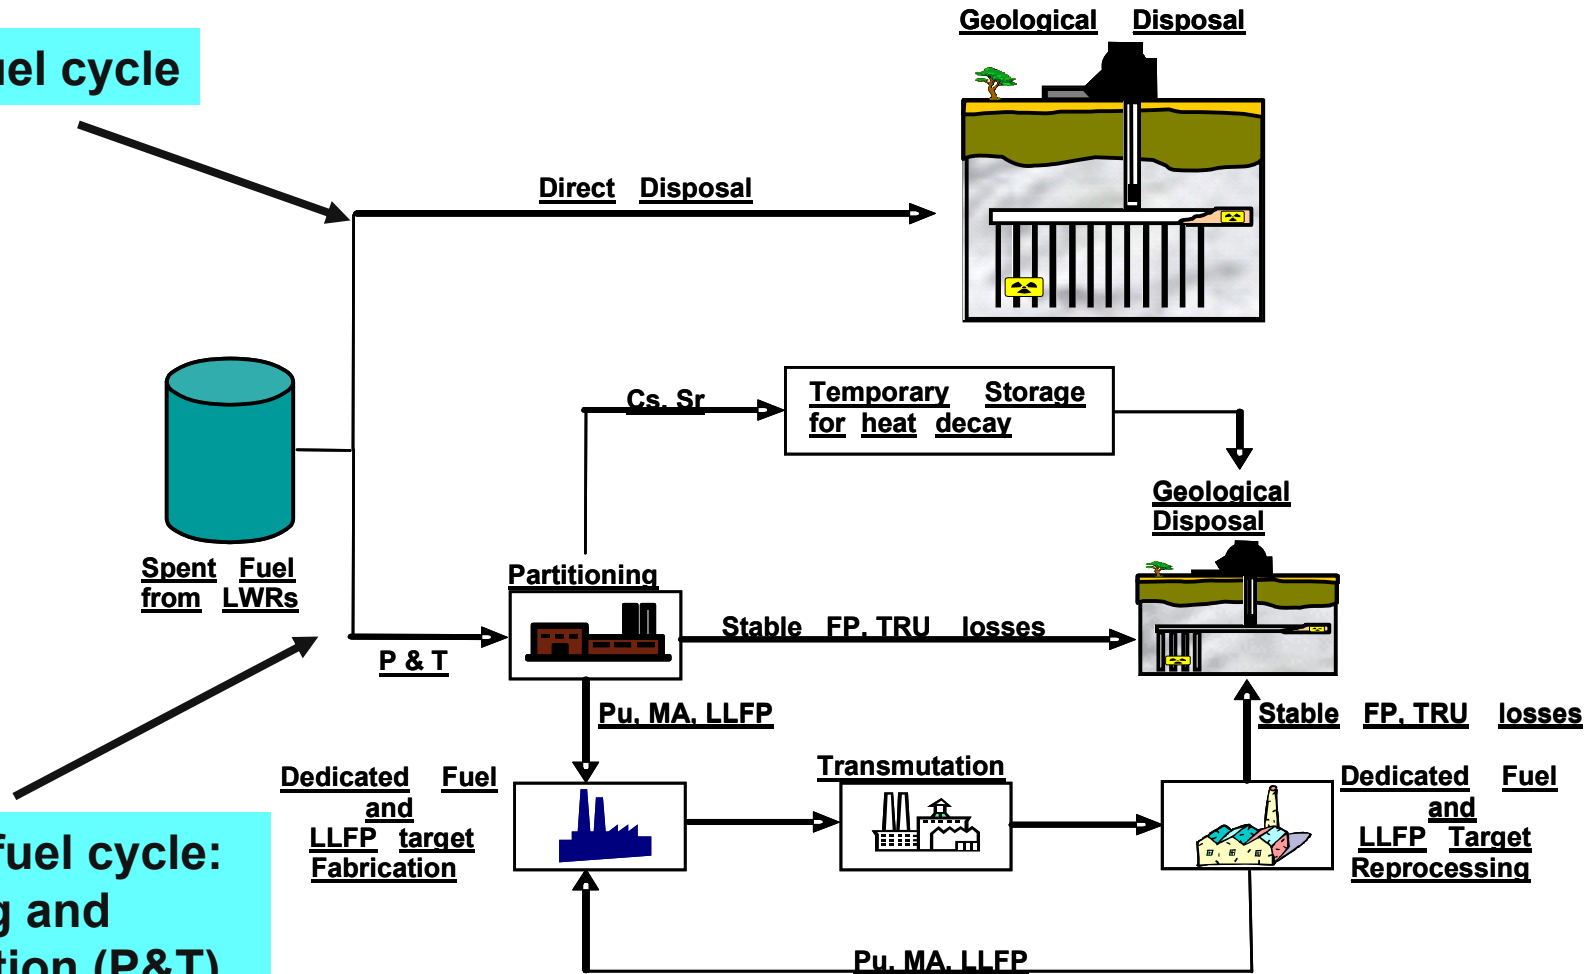 Geological Disposal
fuel cycle
Direct Disposal
Cs, Sr
Temporary Storage
for heat decay
Geological
Disposal
Spent Fuel
from LWRs
Partitioning
Stable FP, TRU losses
P & T
Pu, MA, LLFP
Stable FP, TRU losses
Dedicated Fuel
and
LLFP target
Fabrication
Transmutation
Dedicated Fuel
and
LLFP Target
Reprocessing
fuel cycle:
and
(P&T)
Pu, MA, LLFP